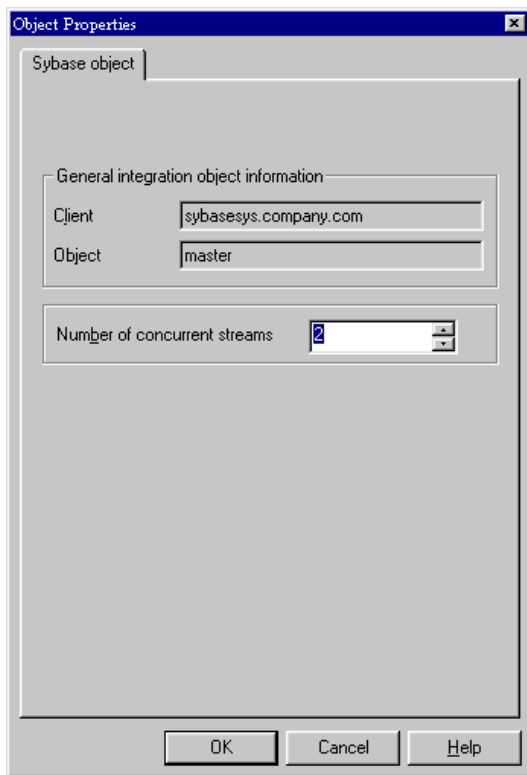 Object Properties
Sybase object
General integration object information
Client sybasesys.company.com
Object master
Number of concurrent streams 2
OK Cancel Help